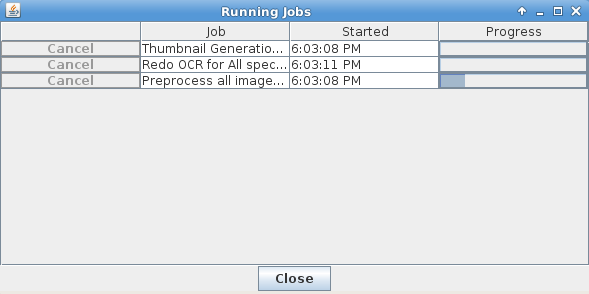 Running Jobs
Job Started Progress
Cancel Thumbnail Generatio... 6:03:08 PM
Cancel Redo OCR for All spec... 6:03:11 PM
Cancel Preprocess all image... 6:03:08 PM
Close